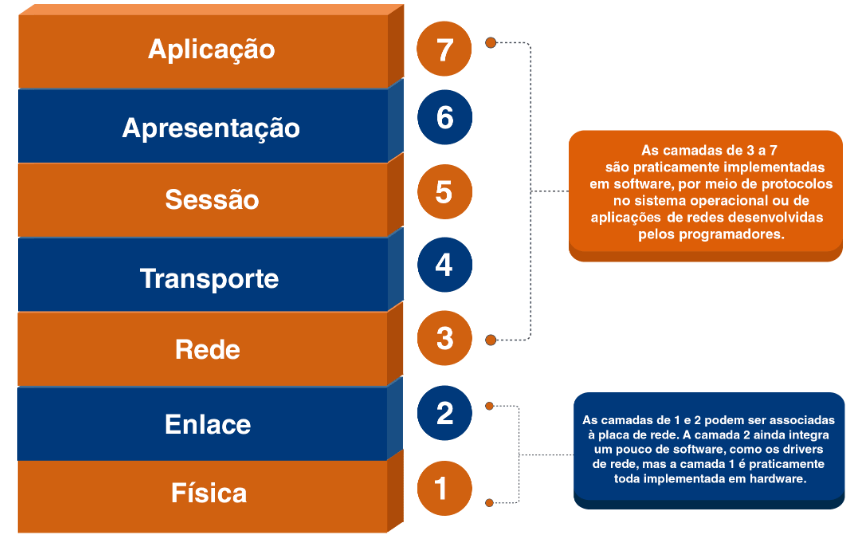 Aplicação 7
Apresentação 6
Sessão 5
Transporte 4
Rede 3
Enlace 2
Física 1
As camadas de 3 a 7
são praticamente implementadas
em software, por meio de protocolos
no sistema operacional ou de
aplicações de redes desenvolvidas
pelos programadores.
As camadas de 1 e 2 podem ser associadas
à placa de rede. A camada 2 ainda integra
um pouco de software, como os drivers
de rede, mas a camada 1 é praticamente
toda implementada em hardware.